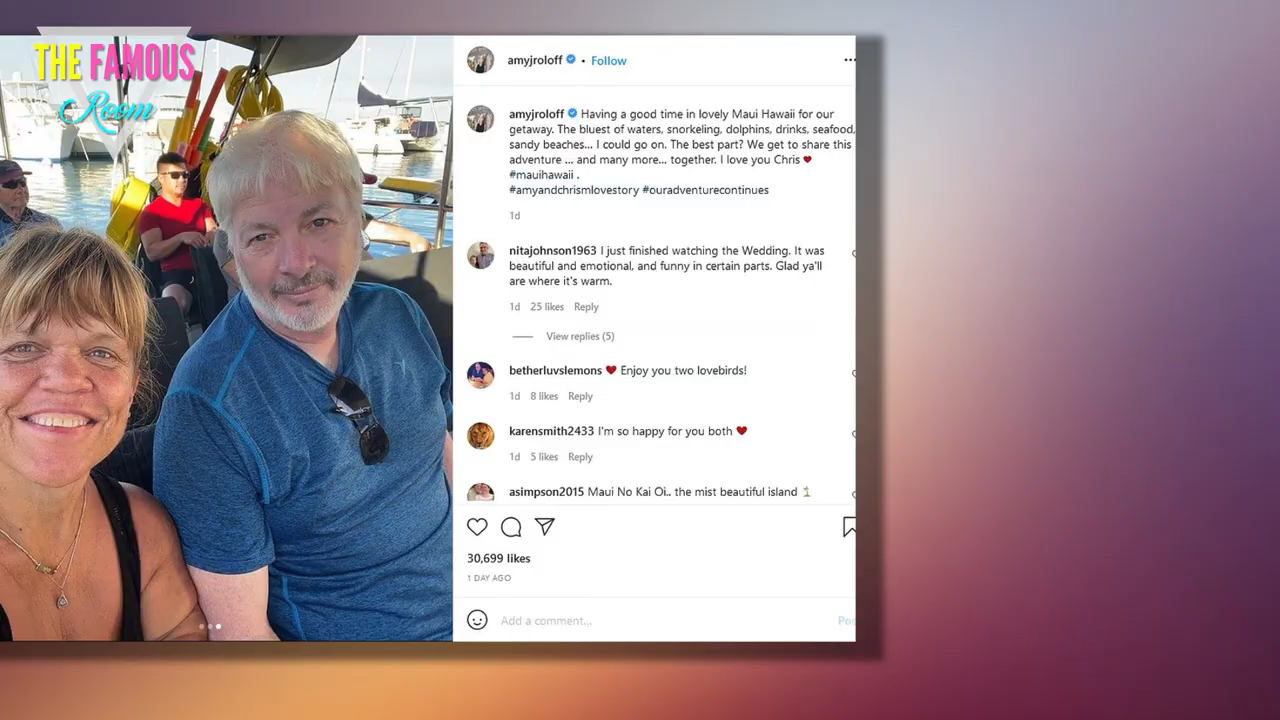 THE FAMOUS
Room
amyjroloff • Follow
amyjroloff Having a good time in lovely Maui Hawaii for our
getaway. The bluest of waters, snorkeling, dolphins, drinks, seafood,
sandy beaches... I could go on. The best part? We get to share this
adventure ... and many more... together. I love you Chris ❤
#mauihawaii .
#amyandchrismlovestory #ouradventurecontinues
1d
nitajohnson1963 I just finished watching the Wedding. It was
beautiful and emotional, and funny in certain parts. Glad ya'll
are where it's warm.
1d 25 likes Reply
View replies (5)
betherluvslemons ❤ Enjoy you two lovebirds!
1d 8 likes Reply
karensmith2433 I'm so happy for you both ❤
1d 5 likes Reply
asimpson2015 Maui No Kai Oi.. the mist beautiful island 🏝
30,699 likes
1 DAY AGO
Add a comment...